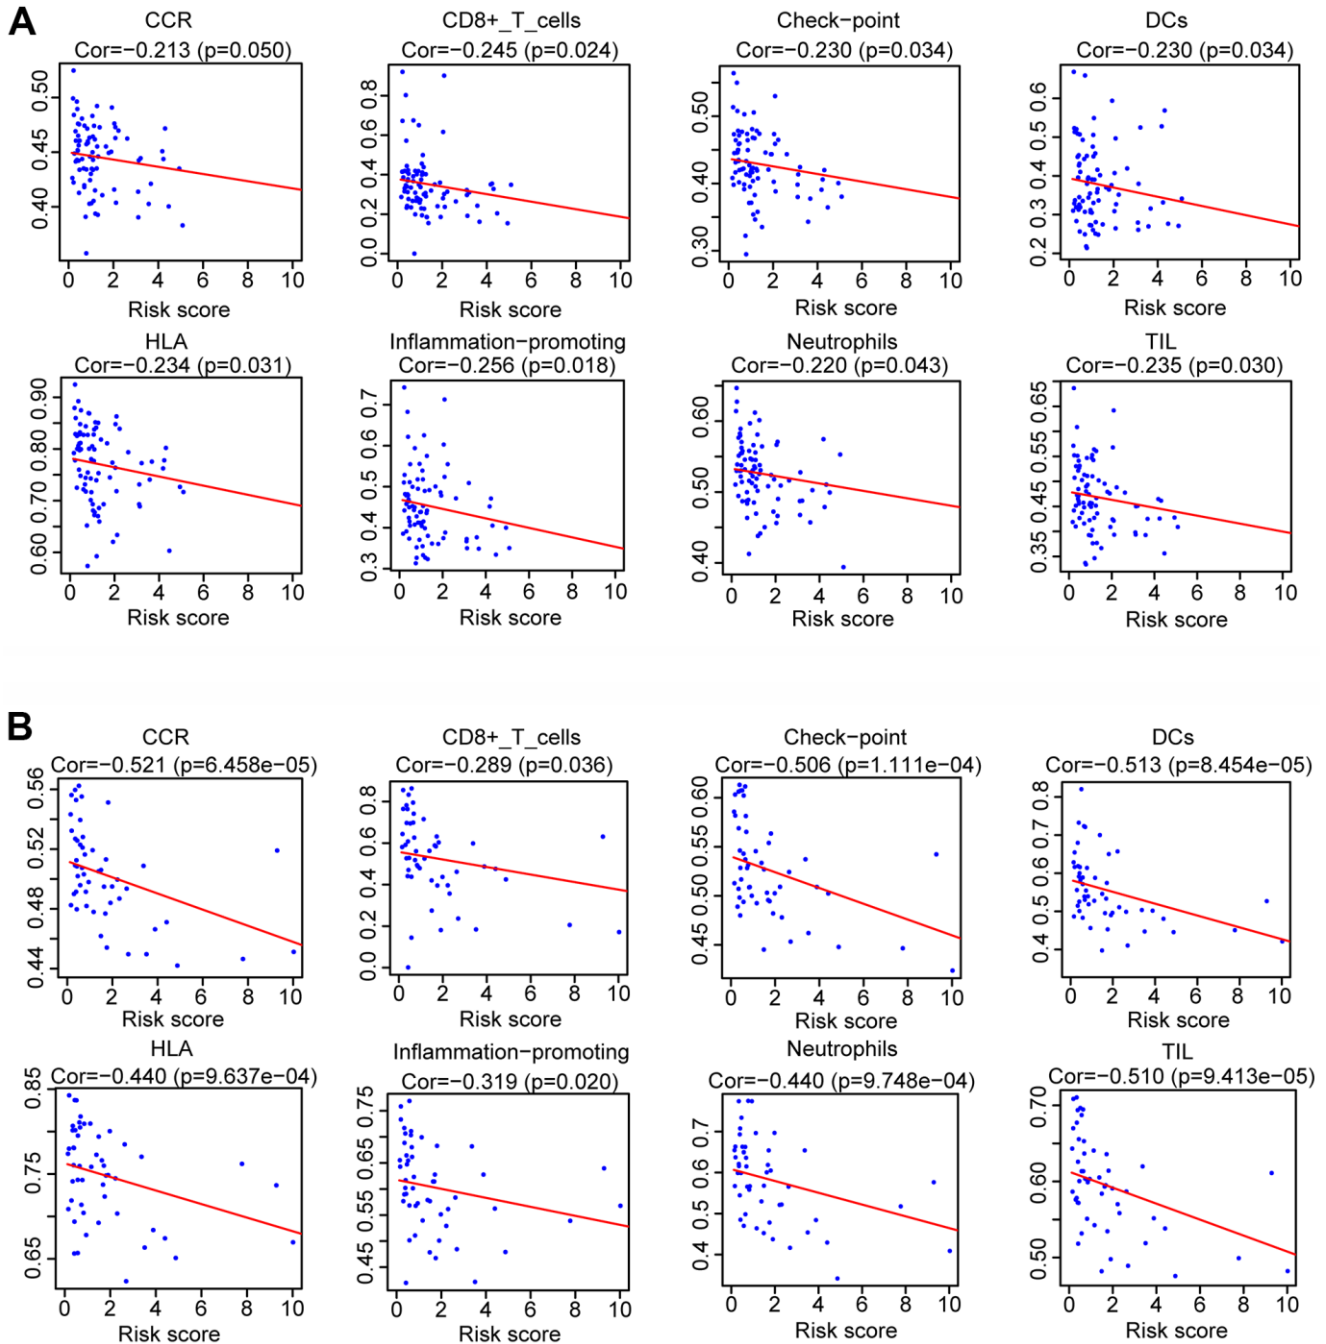 A
CCR
Cor=−0.213 (p=0.050)
0.50
0.45
0.40
0 2 4 6 8 10
Risk score
CD8+_T_cells
Cor=−0.245 (p=0.024)
0.8
0.6
0.4
0.2
0.0
0 2 4 6 8 10
Risk score
Check−point
Cor=−0.230 (p=0.034)
0.50
0.40
0.30
0 2 4 6 8 10
Risk score
DCs
Cor=−0.230 (p=0.034)
0.6
0.5
0.4
0.3
0.2
0 2 4 6 8 10
Risk score
HLA
Cor=−0.234 (p=0.031)
0.90
0.80
0.70
0.60
0 2 4 6 8 10
Risk score
Inflammation−promoting
Cor=−0.256 (p=0.018)
0.7
0.6
0.5
0.4
0.3
0 2 4 6 8 10
Risk score
Neutrophils
Cor=−0.220 (p=0.043)
0.60
0.50
0.40
0 2 4 6 8 10
Risk score
TIL
Cor=−0.235 (p=0.030)
0.65
0.55
0.45
0.35
0 2 4 6 8 10
Risk score
B
CCR
Cor=−0.521 (p=6.458e−05)
0.56
0.52
0.48
0.44
0 2 4 6 8 10
Risk score
CD8+_T_cells
Cor=−0.289 (p=0.036)
0.8
0.6
0.4
0.2
0.0
0 2 4 6 8 10
Risk score
Check−point
Cor=−0.506 (p=1.111e−04)
0.60
0.55
0.50
0.45
0 2 4 6 8 10
Risk score
DCs
Cor=−0.513 (p=8.454e−05)
0.8
0.7
0.6
0.5
0.4
0 2 4 6 8 10
Risk score
HLA
Cor=−0.440 (p=9.637e−04)
0.85
0.75
0.65
0 2 4 6 8 10
Risk score
Inflammation−promoting
Cor=−0.319 (p=0.020)
0.75
0.65
0.55
0.45
0 2 4 6 8 10
Risk score
Neutrophils
Cor=−0.440 (p=9.748e−04)
0.7
0.6
0.5
0.4
0 2 4 6 8 10
Risk score
TIL
Cor=−0.510 (p=9.413e−05)
0.70
0.60
0.50
0 2 4 6 8 10
Risk score